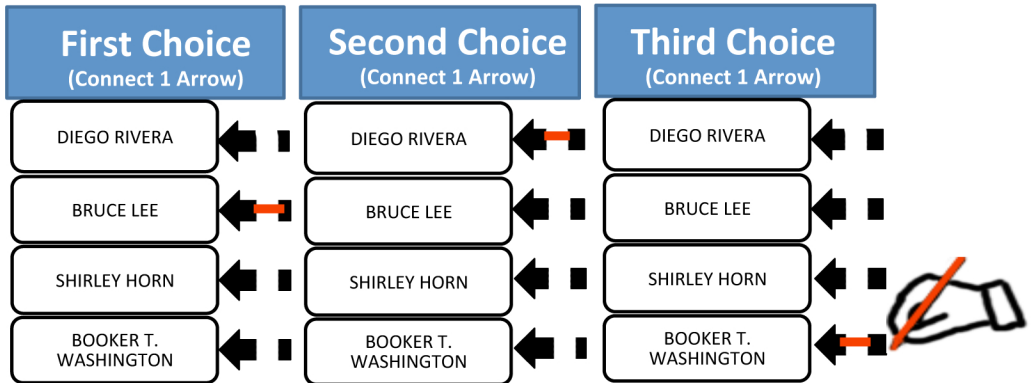 First Choice
(Connect 1 Arrow)
DIEGO RIVERA
BRUCE LEE
SHIRLEY HORN
BOOKER T.
WASHINGTON
Second Choice
(Connect 1 Arrow)
DIEGO RIVERA
BRUCE LEE
SHIRLEY HORN
BOOKER T.
WASHINGTON
Third Choice
(Connect 1 Arrow)
DIEGO RIVERA
BRUCE LEE
SHIRLEY HORN
BOOKER T.
WASHINGTON